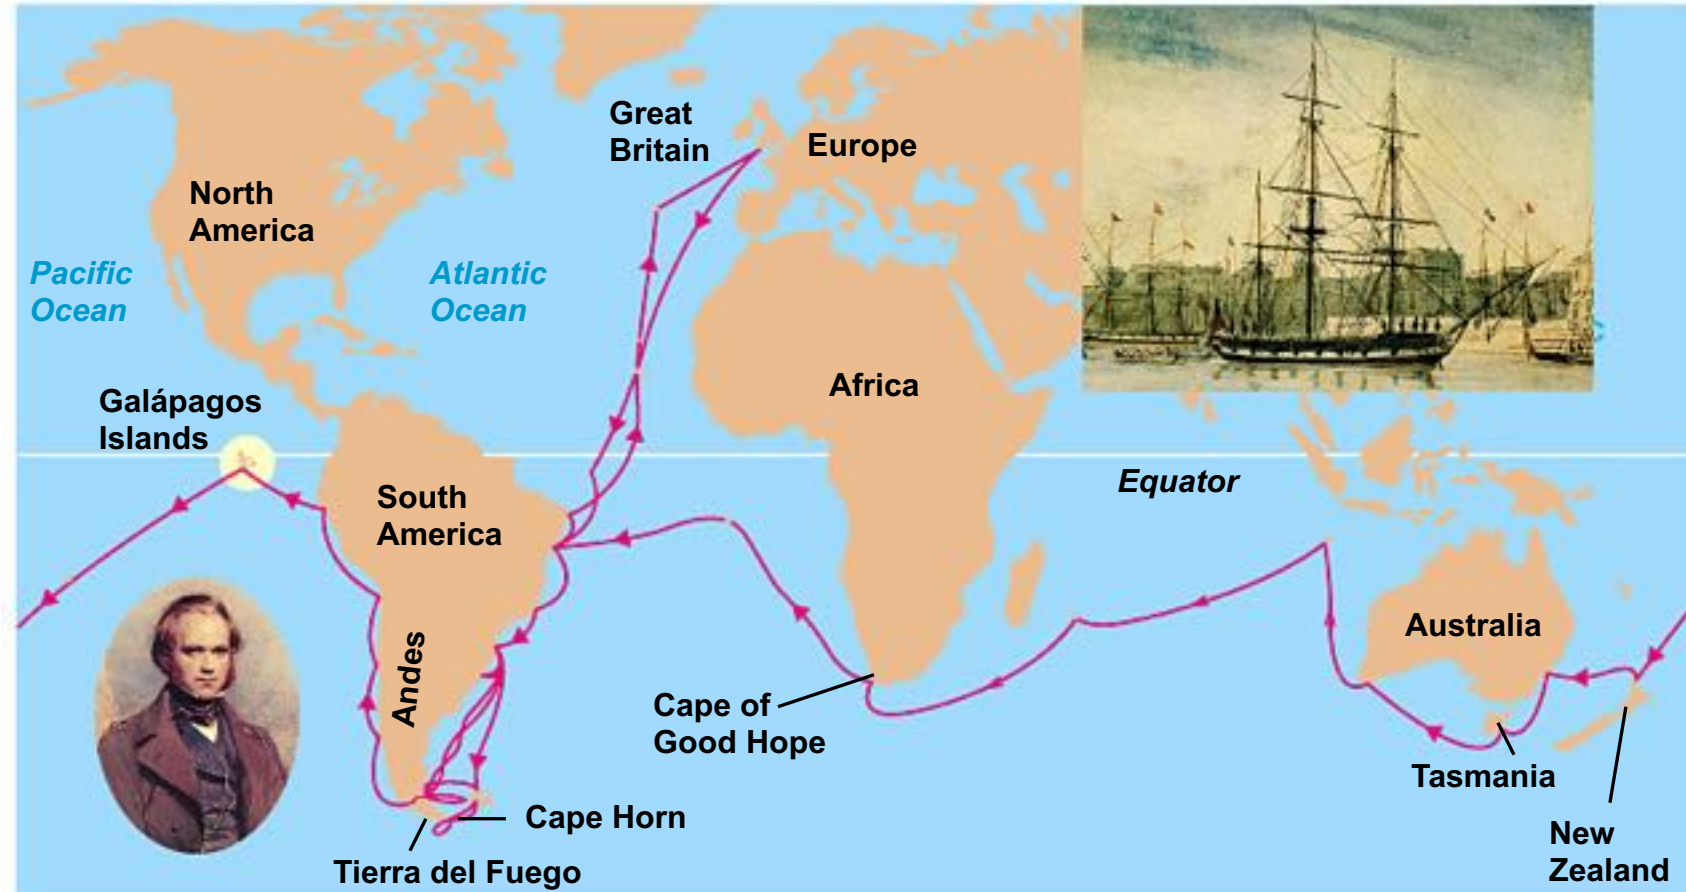 Great
Britain
Europe
North
America
Pacific
Ocean
Atlantic
Ocean
Africa
Galápagos
Islands
Equator
South
America
Andes
Australia
Cape of
Good Hope
Tasmania
Cape Horn
New
Zealand
Tierra del Fuego